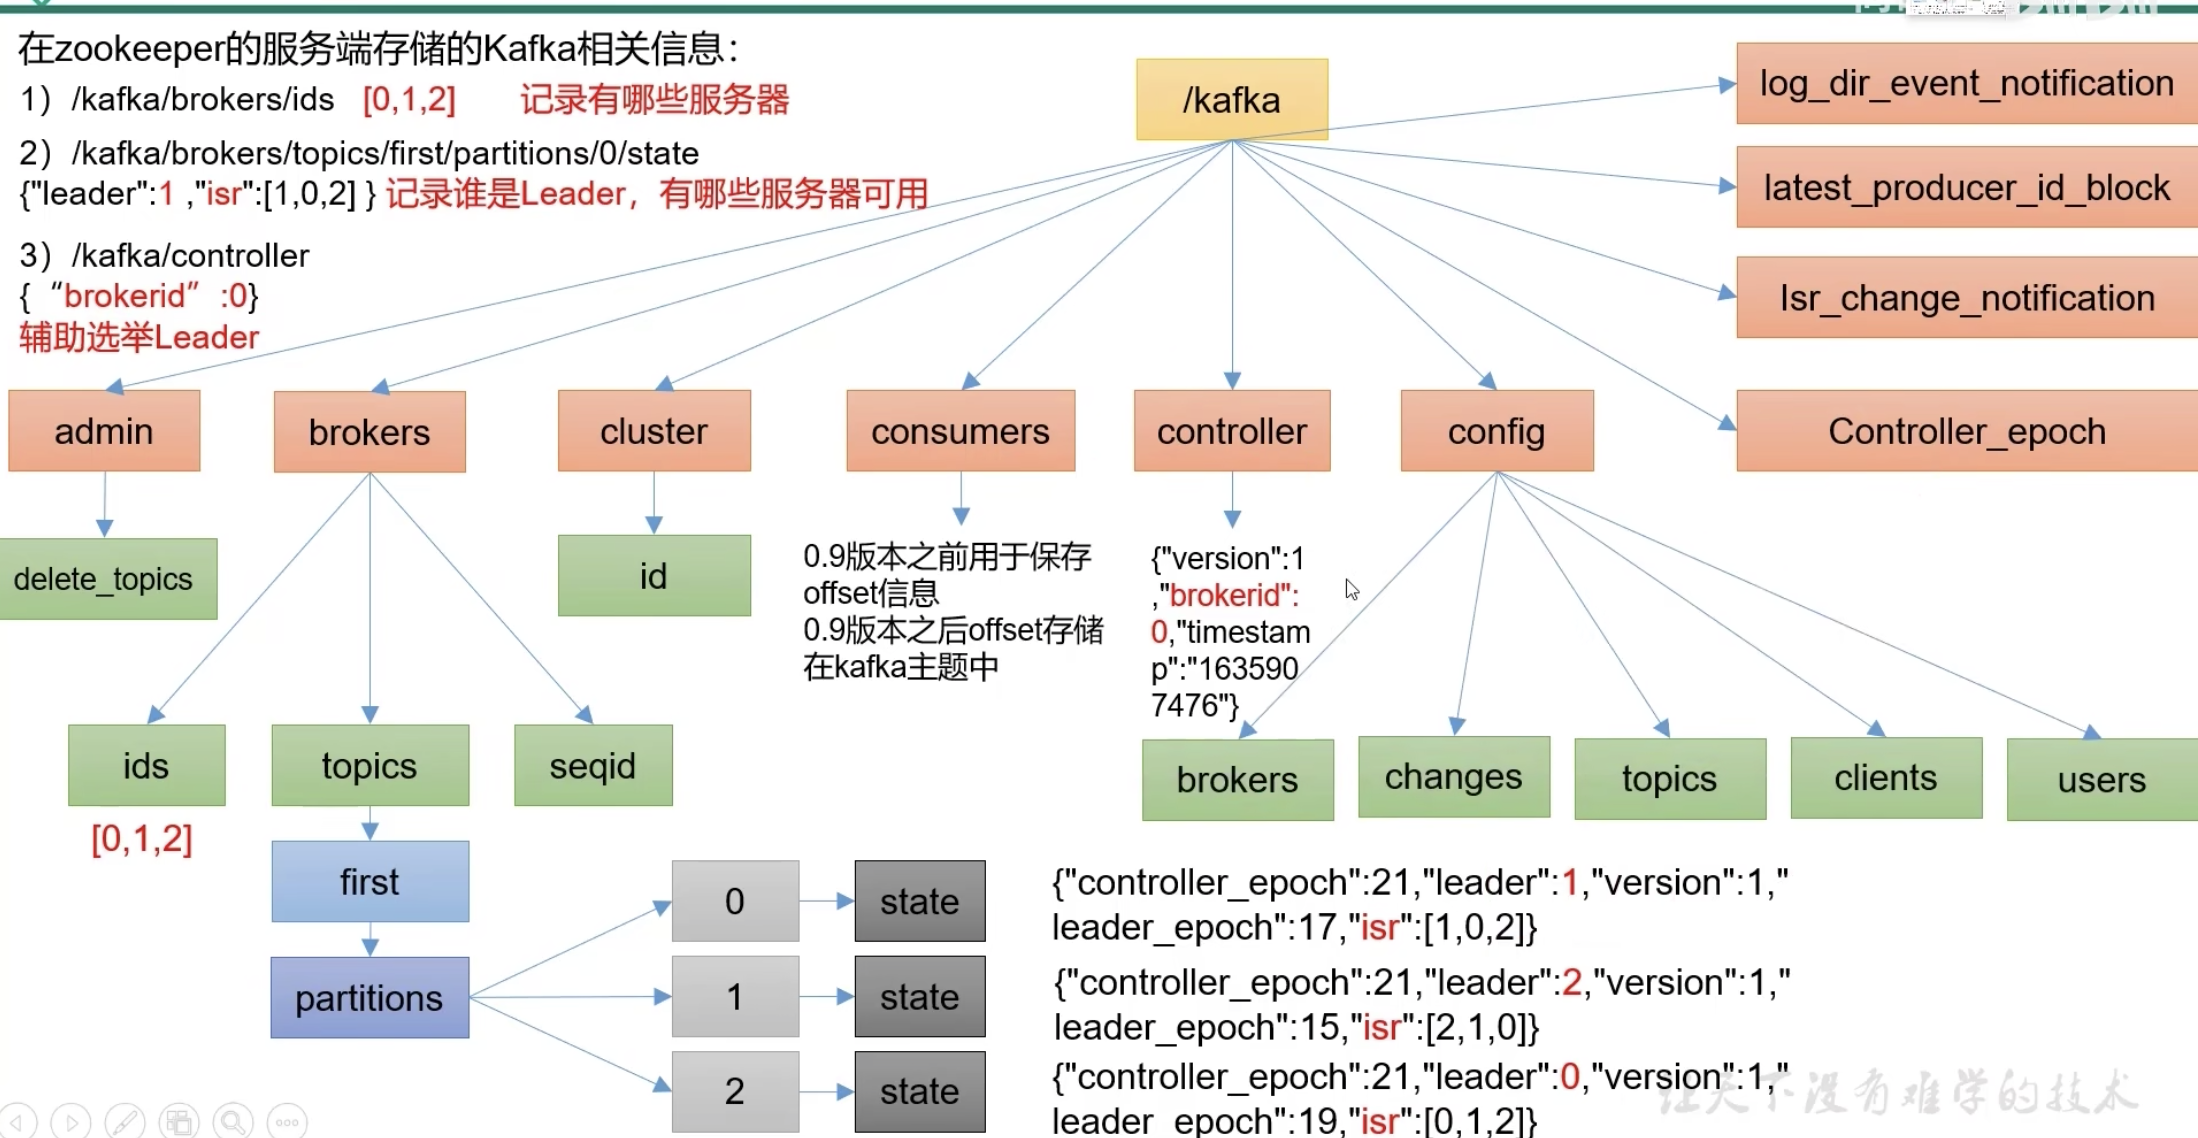 在zookeeper的服务端存储的Kafka相关信息：
1）/kafka/brokers/ids [0,1,2] 记录有哪些服务器
2）/kafka/brokers/topics/first/partitions/0/state
{"leader":1 ,"isr":[1,0,2] } 记录谁是Leader，有哪些服务器可用
3）/kafka/controller
{ “brokerid” :0}
辅助选举Leader
/kafka
log_dir_event_notification
latest_producer_id_block
Isr_change_notification
Controller_epoch
admin
brokers
cluster
consumers
controller
config
delete_topics
id
0.9版本之前用于保存
offset信息
0.9版本之后offset存储
在kafka主题中
{"version":1
,"brokerid":
0,"timestam
p":"163590
7476"}
ids
topics
seqid
brokers
changes
topics
clients
users
[0,1,2]
first
partitions
0
state
{"controller_epoch":21,"leader":1,"version":1,"
leader_epoch":17,"isr":[1,0,2]}
1
state
{"controller_epoch":21,"leader":2,"version":1,"
leader_epoch":15,"isr":[2,1,0]}
2
state
{"controller_epoch":21,"leader":0,"version":1,"
leader_epoch":19,"isr":[0,1,2]}
让天下没有难学的技术